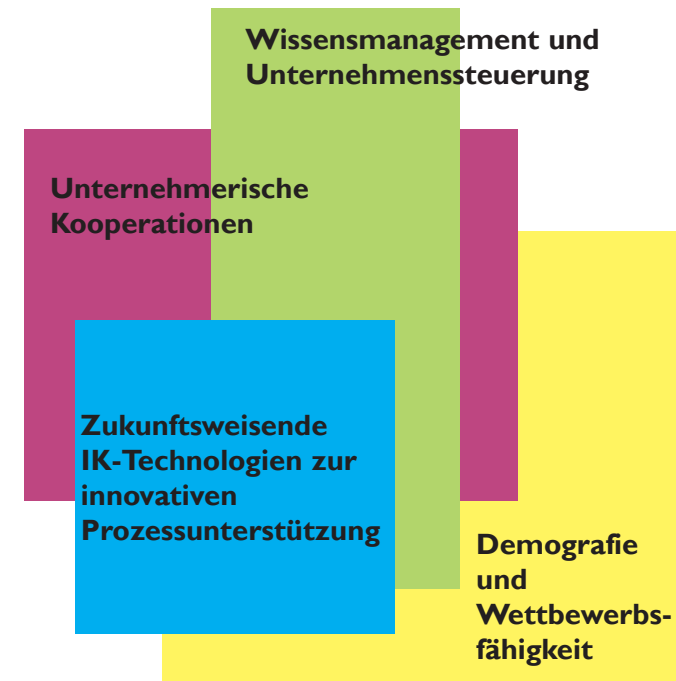 Wissensmanagement und
Unternehmenssteuerung
Unternehmerische
Kooperationen
Zukunftsweisende
IK-Technologien zur
innovativen
Prozessunterstützung
Demografie
und
Wettbewerbs-
fähigkeit